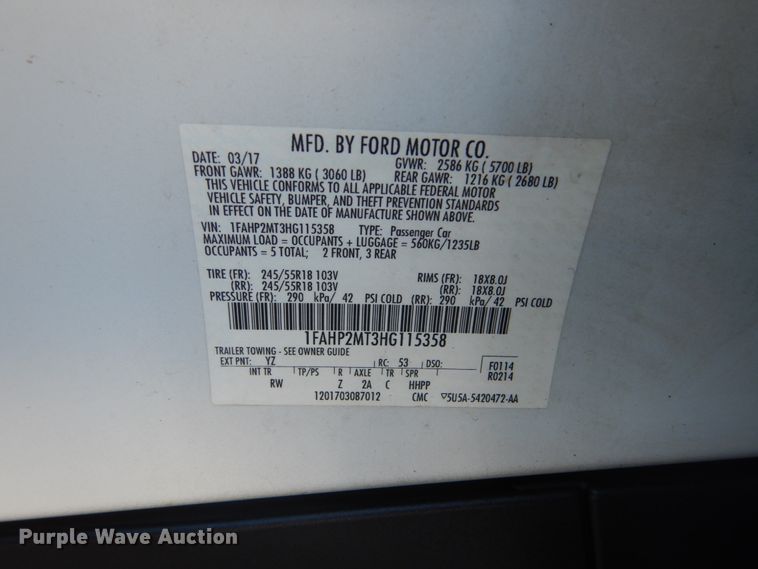 MFD. BY FORD MOTOR CO.
DATE: 03/17 GVWR: 2586 KG ( 5700 LB)
FRONT GAWR: 1388 KG ( 3060 LB) REAR GAWR: 1216 KG ( 2680 LB)
THIS VEHICLE CONFORMS TO ALL APPLICABLE FEDERAL MOTOR
VEHICLE SAFETY, BUMPER, AND THEFT PREVENTION STANDARDS
IN EFFECT ON THE DATE OF MANUFACTURE SHOWN ABOVE.
VIN: 1FAHP2MT3HG115358 TYPE: Passenger Car
MAXIMUM LOAD = OCCUPANTS + LUGGAGE = 560KG/1235LB
OCCUPANTS = 5 TOTAL; 2 FRONT, 3 REAR
TIRE (FR): 245/55R18 103V RIMS (FR): 18X8.0J
(RR): 245/55R18 103V (RR): 18X8.0J
PRESSURE (FR): 290 kPa/ 42 PSI COLD (RR): 290 kPa/ 42 PSI COLD
1FAHP2MT3HG115358
TRAILER TOWING - SEE OWNER GUIDE
EXT PNT: YZ RC: 53 DSO: F0114
INT TR TP/PS R AXLE TR SPR R0214
RW Z 2A C HHPP
1201703087012 CMC ▽5U5A-5420472-AA
Purple Wave Auction